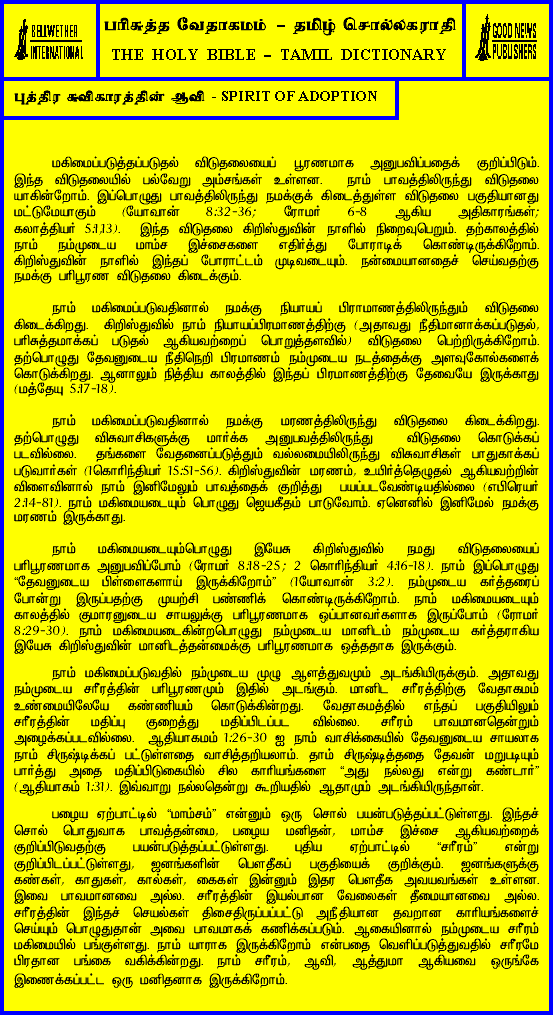 BELLWETHER
INTERNATIONAL
பரிசுத்த வேதாகமம் – தமிழ் சொல்லகராதி
THE HOLY BIBLE – TAMIL DICTIONARY
GOOD NEWS
PUBLISHERS
புத்திர சுவிகாரத்தின் ஆவி - SPIRIT OF ADOPTION
மகிமைப்படுத்தப்படுதல் விடுதலையைப் பூரணமாக அனுபவிப்பதைக் குறிப்பிடும்.
இந்த விடுதலையில் பல்வேறு அம்சங்கள் உள்ளன. நாம் பாவத்திலிருந்து விடுதலை
யாகின்றோம். இப்பொழுது பாவத்திலிருந்து நமக்குக் கிடைத்துள்ள விடுதலை பகுதியானது
மட்டுமேயாகும் (யோவான் 8:32-36; ரோமர் 6-8 ஆகிய அதிகாரங்கள்;
கலாத்தியர் 5:1,13). இந்த விடுதலை கிறிஸ்துவின் நாளில் நிறைவுபெறும். தற்காலத்தில்
நாம் நம்முடைய மாம்ச இச்சைகளை எதிர்த்து போராடிக் கொண்டிருக்கிறோம்.
கிறிஸ்துவின் நாளில் இந்தப் போராட்டம் முடிவடையும். நன்மையானதைச் செய்வதற்கு
நமக்கு பரிபூரண விடுதலை கிடைக்கும்.
நாம் மகிமைப்படுவதினால் நமக்கு நியாயப் பிராமாணத்திலிருந்தும் விடுதலை
கிடைக்கிறது. கிறிஸ்துவில் நாம் நியாயப்பிரமாணத்திற்கு (அதாவது நீதிமானாக்கப்படுதல்,
பரிசுத்தமாக்கப் படுதல் ஆகியவற்றைப் பொறுத்தளவில்) விடுதலை பெற்றிருக்கிறோம்.
தற்பொழுது தேவனுடைய நீதிநெறி பிரமாணம் நம்முடைய நடத்தைக்கு அளவுகோல்களைக்
கொடுக்கிறது. ஆனாலும் நித்திய காலத்தில் இந்தப் பிரமாணத்திற்கு தேவையே இருக்காது
(மத்தேயு 5:17-18).
நாம் மகிமைப்படுவதினால் நமக்கு மரணத்திலிருந்து விடுதலை கிடைக்கிறது.
தற்பொழுது விசுவாசிகளுக்கு மார்க்க அனுபவத்திலிருந்து விடுதலை கொடுக்கப்
படவில்லை. தங்களை வேதனைப்படுத்தும் வல்லமையிலிருந்து விசுவாசிகள் பாதுகாக்கப்
படுவார்கள் (1கொரிந்தியர் 15:51-56). கிறிஸ்துவின் மரணம், உயிர்த்தெழுதல் ஆகியவற்றின்
விளைவினால் நாம் இனிமேலும் பாவத்தைக் குறித்து பயப்படவேண்டியதில்லை (எபிரெயர்
2:14-81). நாம் மகிமையடையும் பொழுது ஜெயகீதம் பாடுவோம். ஏனெனில் இனிமேல் நமக்கு
மரணம் இருக்காது.
நாம் மகிமையடையும்பொழுது இயேசு கிறிஸ்துவில் நமது விடுதலையைப்
பரிபூரணமாக அனுபவிப்போம் (ரோமர் 8:18-25; 2 கொரிந்தியர் 4:16-18). நாம் இப்பொழுது
“தேவனுடைய பிள்ளைகளாய் இருக்கிறோம்” (1யோவான் 3:2). நம்முடைய கர்த்தரைப்
போன்று இருப்பதற்கு முயற்சி பண்ணிக் கொண்டிருக்கிறோம். நாம் மகிமையடையும்
காலத்தில் குமாரனுடைய சாயலுக்கு பரிபூரணமாக ஒப்பானவர்களாக இருப்போம் (ரோமர்
8:29-30). நாம் மகிமையடைகின்றபொழுது நம்முடைய மானிடம் நம்முடைய கர்த்தராகிய
இயேசு கிறிஸ்துவின் மானிடத்தன்மைக்கு பரிபூரணமாக ஒத்ததாக இருக்கும்.
நாம் மகிமைப்படுவதில் நம்முடைய முழு ஆளத்துவமும் அடங்கியிருக்கும். அதாவது
நம்முடைய சரீரத்தின் பரிபூரணமும் இதில் அடங்கும். மானிட சரீரத்திற்கு வேதாகமம்
உண்மையிலேயே கண்ணியம் கொடுக்கின்றது. வேதாகமத்தில் எந்தப் பகுதியிலும்
சரீரத்தின் மதிப்பு குறைத்து மதிப்பிடப்பட வில்லை. சரீரம் பாவமானதென்றும்
அழைக்கப்படவில்லை. ஆதியாகமம் 1:26-30 ஐ நாம் வாசிக்கையில் தேவனுடைய சாயலாக
நாம் சிருஷ்டிக்கப் பட்டுள்ளதை வாசித்தறியலாம். தாம் சிருஷ்டித்ததை தேவன் மறுபடியும்
பார்த்து அதை மதிப்பிடுகையில் சில காரியங்களை “அது நல்லது என்று கண்டார்”
(ஆதியாகம் 1:31). இவ்வாறு நல்லதென்று கூறியதில் ஆதாமும் அடங்கியிருந்தான்.
பழைய ஏற்பாட்டில் “மாம்சம்” என்னும் ஒரு சொல் பயன்படுத்தப்பட்டுள்ளது. இந்தச்
சொல் பொதுவாக பாவத்தன்மை, பழைய மனிதன், மாம்ச இச்சை ஆகியவற்றைக்
குறிப்பிடுவதற்கு பயன்படுத்தப்பட்டுள்ளது. புதிய ஏற்பாட்டில் “சரீரம்” என்று
குறிப்பிடப்பட்டுள்ளது, ஜனங்களின் பௌதீகப் பகுதியைக் குறிக்கும். ஜனங்களுக்கு
கண்கள், காதுகள், கால்கள், கைகள் இன்னும் இதர பௌதீக அவயவங்கள் உள்ளன.
இவை பாவமானவை அல்ல. சரீரத்தின் இயல்பான வேலைகள் தீமையானவை அல்ல.
சரீரத்தின் இந்தச் செயல்கள் திசைதிருப்பப்பட்டு அநீதியான தவறான காரியங்களைச்
செய்யும் பொழுதுதான் அவை பாவமாகக் கணிக்கப்படும். ஆகையினால் நம்முடைய சரீரம்
மகிமையில் பங்குள்ளது. நாம் யாராக இருக்கிறோம் என்பதை வெளிப்படுத்துவதில் சரீரமே
பிரதான பங்கை வகிக்கின்றது. நாம் சரீரம், ஆவி, ஆத்துமா ஆகியவை ஒருங்கே
இணைக்கப்பட்ட ஒரு மனிதனாக இருக்கிறோம்.